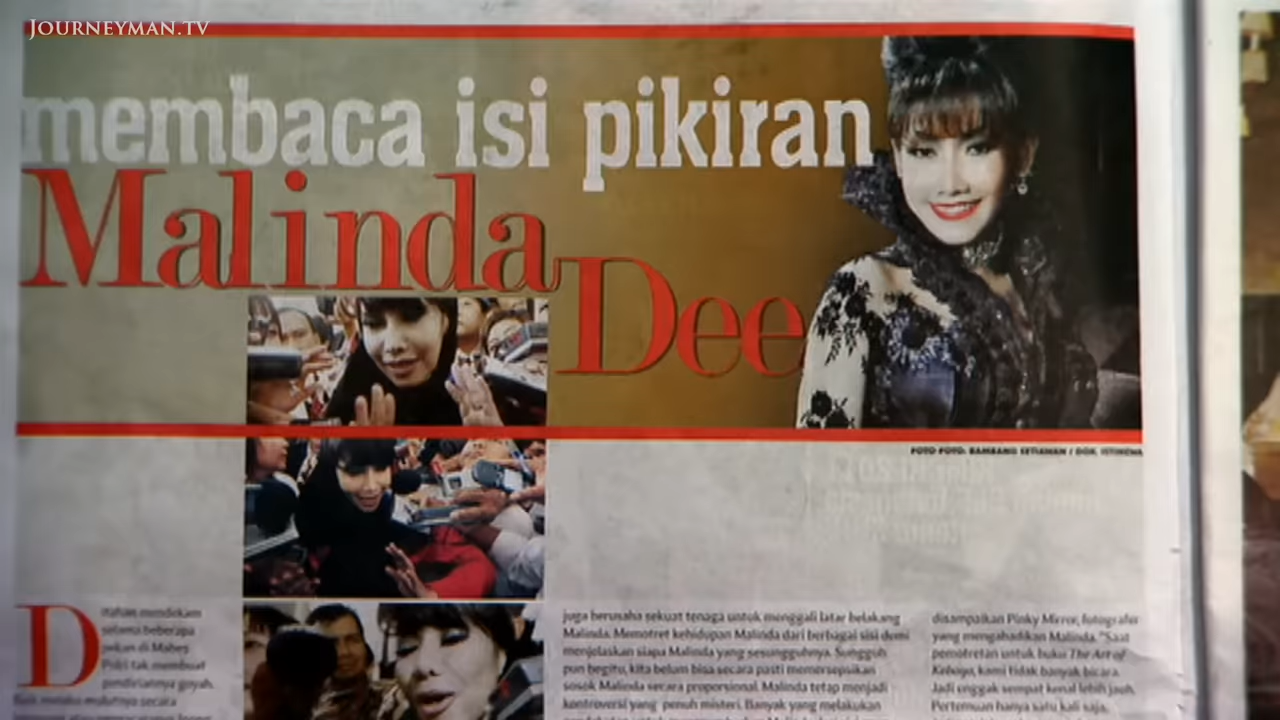 JOURNEYMAN.TV
membaca isi pikiran
Malinda
Dee
FOTO FOTO: BAMBANG SETIAWAN / DOK. ISTIMEWA
Ditahan mendekam
selama beberapa
pekan di Mabes
Polri tak membuat
pendiriannya goyah.
secara
juga berusaha sekuat tenaga untuk menggali latar belakang
Malinda. Memotret kehidupan Malinda dari berbagai sisi demi
menjelaskan siapa Malinda yang sesungguhnya. Sungguh
pun begitu, kita belum bisa secara pasti mempersepsikan
sosok Malinda secara proporsional. Malinda tetap menjadi
kontroversi yang penuh misteri. Banyak yang melakukan
disampaikan Pinky Mirror, fotografer
yang mengabadikan Malinda. "Saat
pemotretan untuk buku The Art of
Kebaya, kami tidak banyak bicara.
Jadi enggak sempat kenal lebih jauh.
Pertemuan hanya satu kali saja,